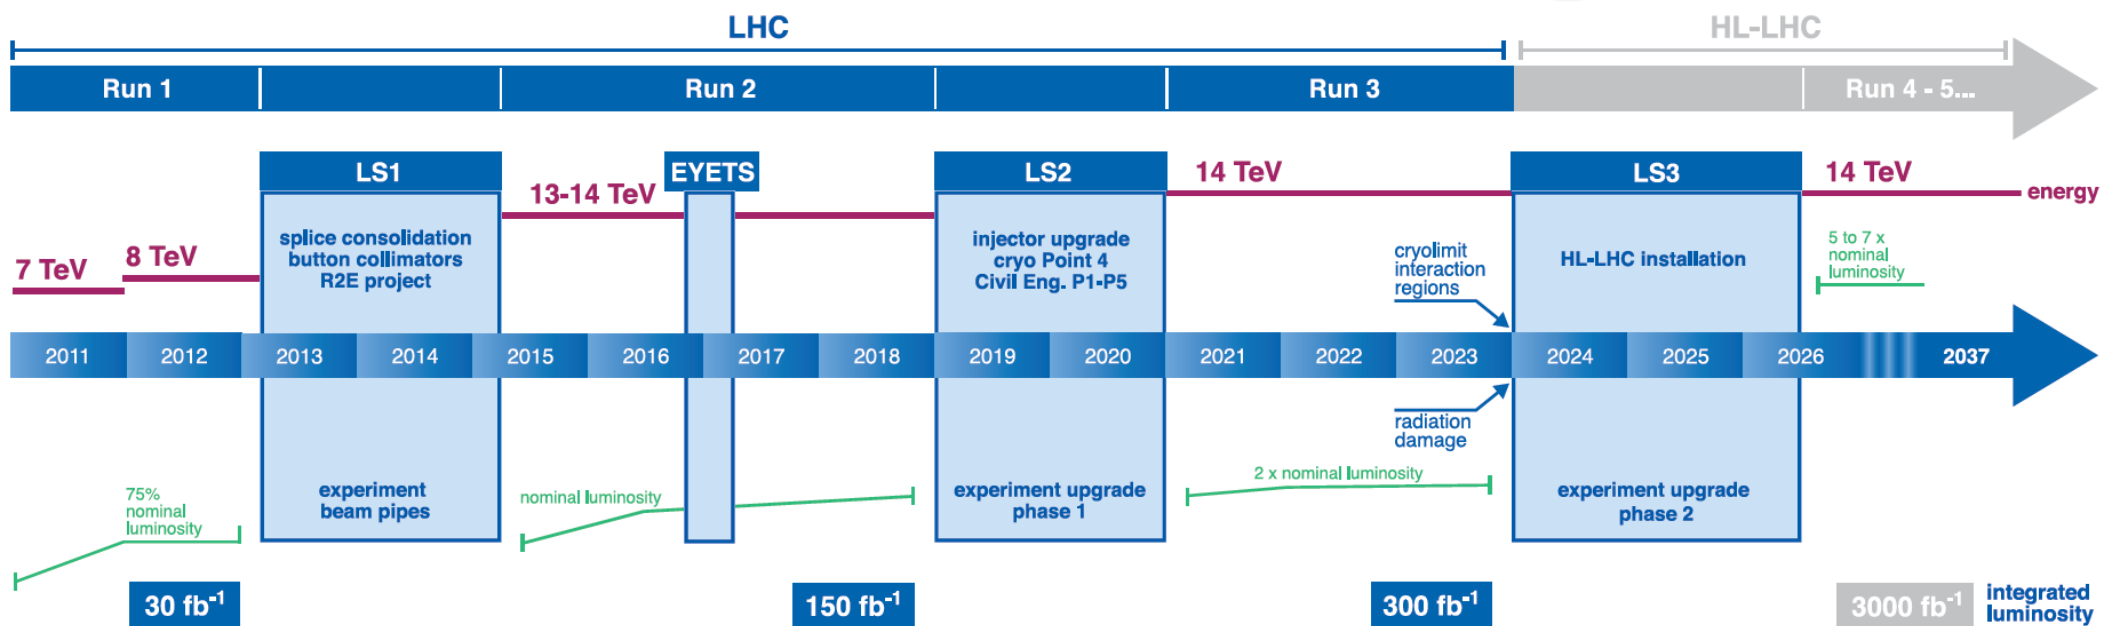 LHC
HL-LHC
Run 1
Run 2
Run 3
Run 4 - 5...
LS1
EYETS
LS2
14 TeV
LS3
14 TeV
energy
13-14 TeV
7 TeV
8 TeV
splice consolidation
button collimators
R2E project
injector upgrade
cryo Point 4
Civil Eng. P1-P5
cryolimit
interaction
regions
HL-LHC installation
5 to 7 x
nominal
luminosity
2011
2012
2013
2014
2015
2016
2017
2018
2019
2020
2021
2022
2023
2024
2025
2026
2037
radiation
damage
75%
nominal
luminosity
experiment
beam pipes
nominal luminosity
experiment upgrade
phase 1
2 x nominal luminosity
experiment upgrade
phase 2
30 fb⁻¹
150 fb⁻¹
300 fb⁻¹
3000 fb⁻¹
integrated
luminosity